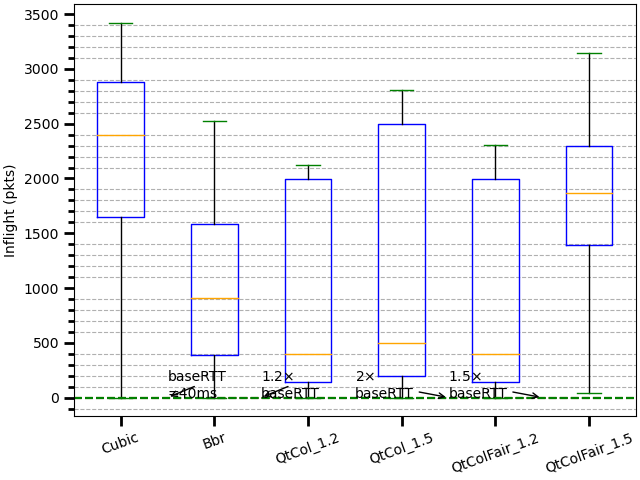 3500
3000
2500
2000
1500
1000
500
0
Inflight (pkts)
baseRTT
=40ms
1.2×
baseRTT
2×
baseRTT
1.5×
baseRTT
Cubic
Bbr
QtCol_1.2
QtCol_1.5
QtColFair_1.2
QtColFair_1.5